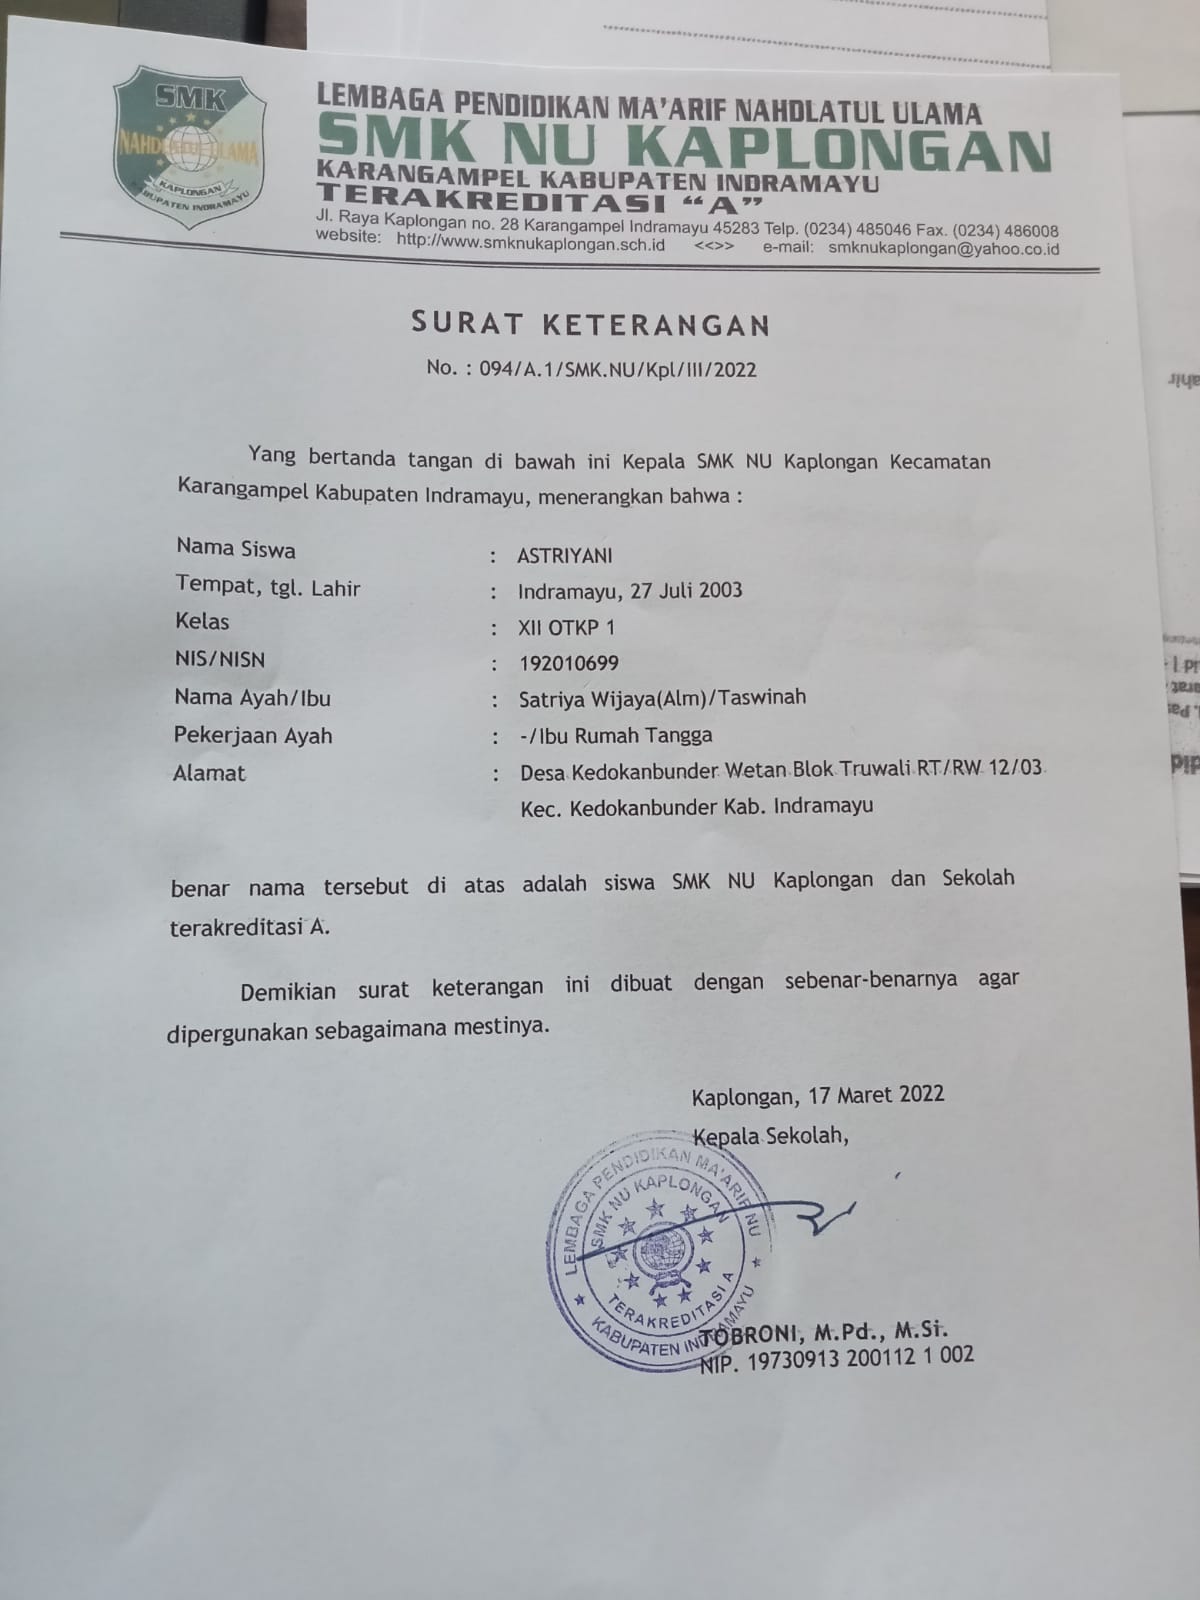 SMK
NAHDLATUL ULAMA
KAPLONGAN
KABUPATEN INDRAMAYU
LEMBAGA PENDIDIKAN MA'ARIF NAHDLATUL ULAMA
SMK NU KAPLONGAN
KARANGAMPEL KABUPATEN INDRAMAYU
TERAKREDITASI "A"
Jl. Raya Kaplongan no. 28 Karangampel Indramayu 45283 Telp. (0234) 485046 Fax. (0234) 486008
website: http://www.smknukaplongan.sch.id <<>> e-mail: smknukaplongan@yahoo.co.id
SURAT KETERANGAN
No. : 094/A.1/SMK.NU/Kpl/III/2022
Yang bertanda tangan di bawah ini Kepala SMK NU Kaplongan Kecamatan
Karangampel Kabupaten Indramayu, menerangkan bahwa :
Nama Siswa : ASTRIYANI
Tempat, tgl. Lahir : Indramayu, 27 Juli 2003
Kelas : XII OTKP 1
NIS/NISN : 192010699
Nama Ayah/Ibu : Satriya Wijaya(Alm)/Taswinah
Pekerjaan Ayah : -/Ibu Rumah Tangga
Alamat : Desa Kedokanbunder Wetan Blok Truwali RT/RW 12/03
Kec. Kedokanbunder Kab. Indramayu
benar nama tersebut di atas adalah siswa SMK NU Kaplongan dan Sekolah
terakreditasi A.
Demikian surat keterangan ini dibuat dengan sebenar-benarnya agar
dipergunakan sebagaimana mestinya.
Kaplongan, 17 Maret 2022
Kepala Sekolah,
LEMBAGA PENDIDIKAN MA'ARIF NU
SMK NU KAPLONGAN
TERAKREDITASI A
KABUPATEN INDRAMAYU
TOBRONI, M.Pd., M.Si.
NIP. 19730913 200112 1 002